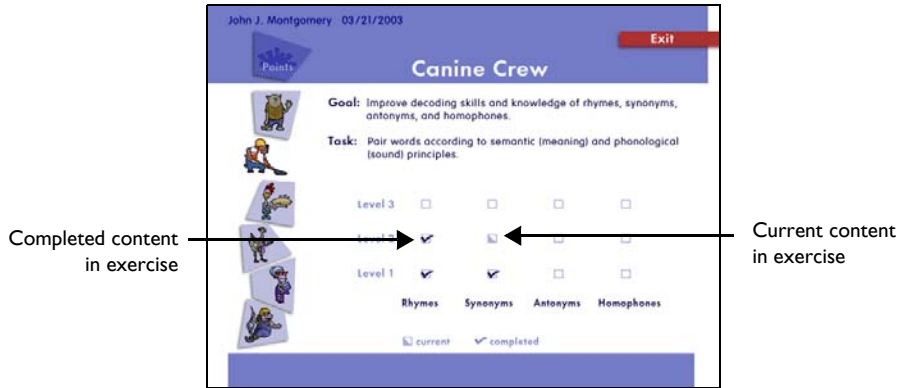 John J. Montgomery 03/21/2003
Exit
Points
Canine Crew
Goal: Improve decoding skills and knowledge of rhymes, synonyms,
antonyms, and homophones.
Task: Pair words according to semantic (meaning) and phonological
(sound) principles.
Level 3
Completed content
in exercise
Level 2
Current content
in exercise
Level 1
Rhymes Synonyms Antonyms Homophones
current completed